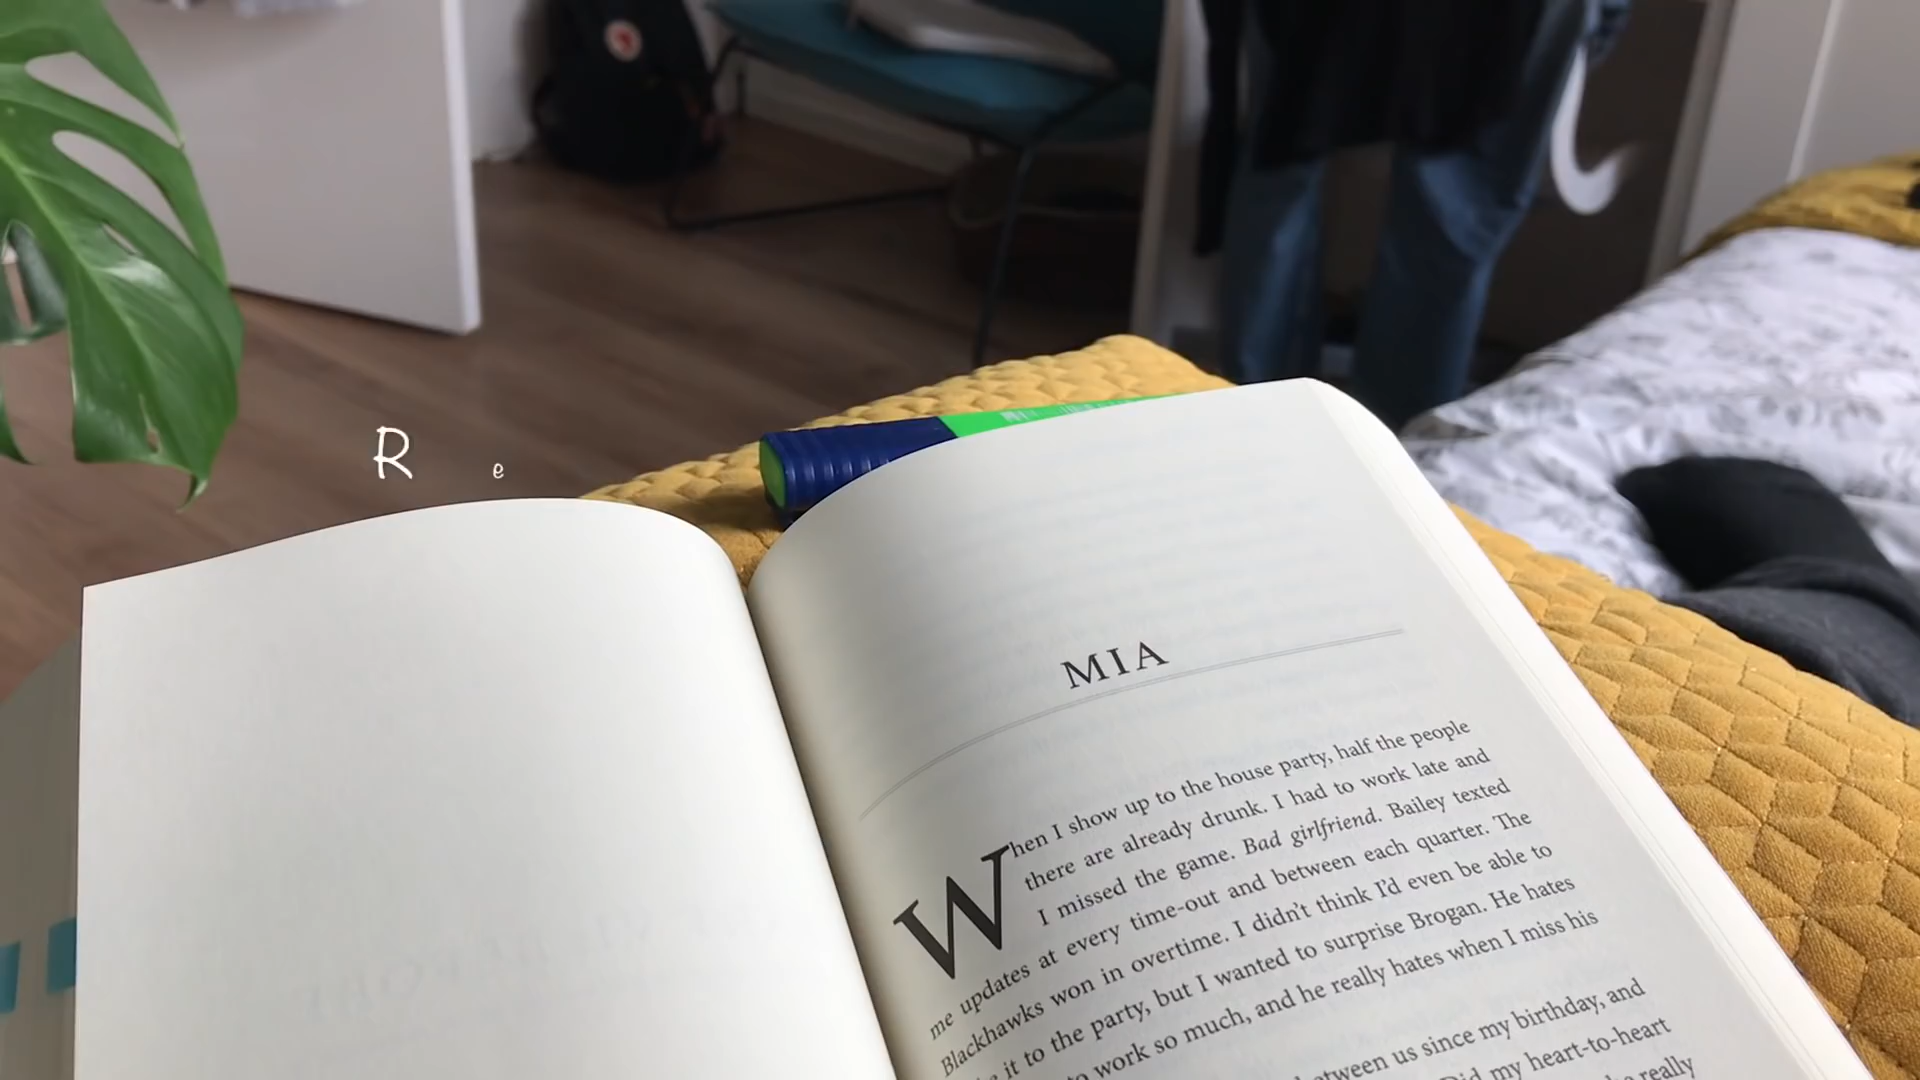 R e
MIA
When I show up to the house party, half the people
there are already drunk. I had to work late and
I missed the game. Bad girlfriend. Bailey texted
me updates at every time-out and between each quarter. The
Blackhawks won in overtime. I didn't think I'd even be able to
it to the party, but I wanted to surprise Brogan. He hates
to work so much, and he really hates when I miss his
between us since my birthday, and
Did my heart-to-heart
really